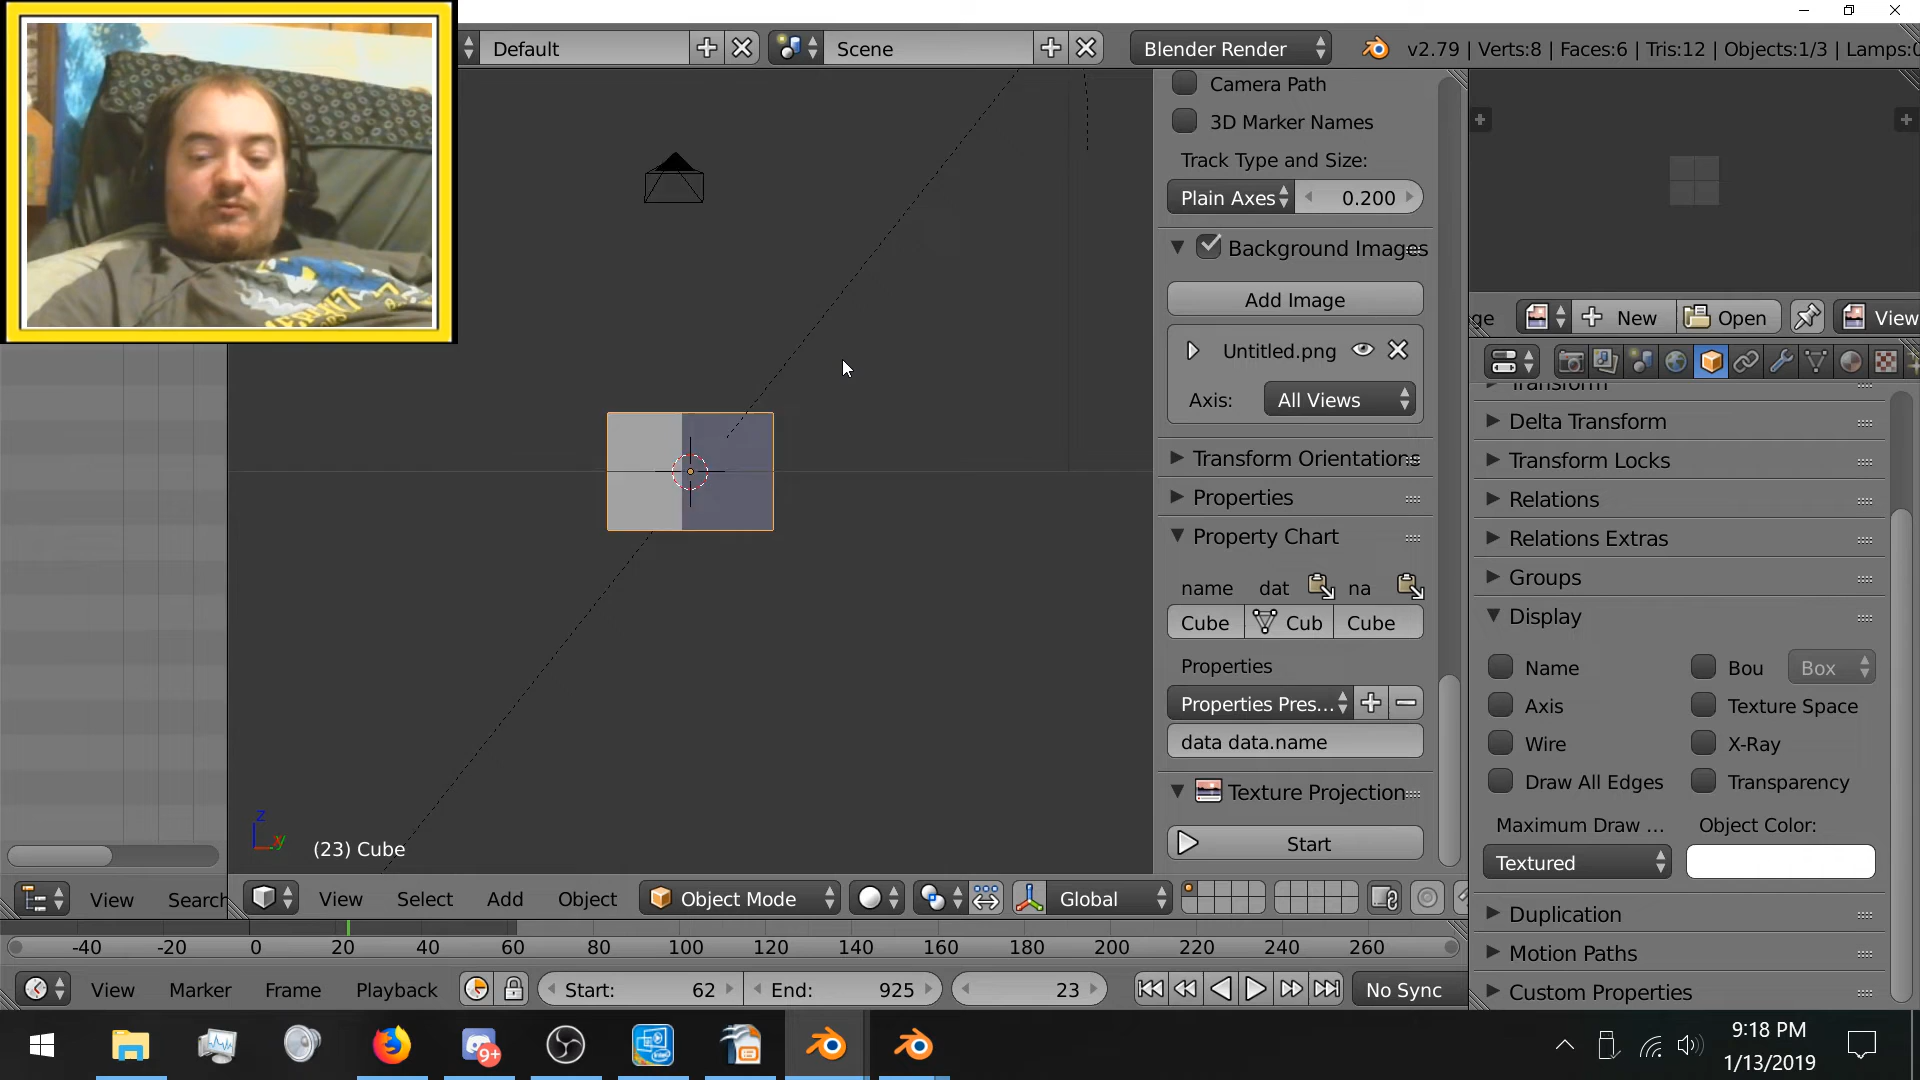 Default
Scene
Blender Render
v2.79 | Verts:8 | Faces:6 | Tris:12 | Objects:1/3 | Lamps:0
Camera Path
3D Marker Names
Track Type and Size:
Plain Axes
0.200
Background Images
Add Image
Untitled.png
Axis:
All Views
Transform Orientations
Properties
Property Chart
name
dat
na
Cube
Cub
Cube
Properties
Properties Pres...
data data.name
Texture Projection
Start
ge
New
Open
View
Transform
Delta Transform
Transform Locks
Relations
Relations Extras
Groups
Display
Name
Bou
Box
Axis
Texture Space
Wire
X-Ray
Draw All Edges
Transparency
Maximum Draw ...
Object Color:
Textured
Duplication
Motion Paths
Custom Properties
z
y
(23) Cube
View
Search
View
Select
Add
Object
Object Mode
Global
-40 -20 0 20 40 60 80 100 120 140 160 180 200 220 240 260
View
Marker
Frame
Playback
Start: 62
End: 925
23
No Sync
9+
9:18 PM
1/13/2019